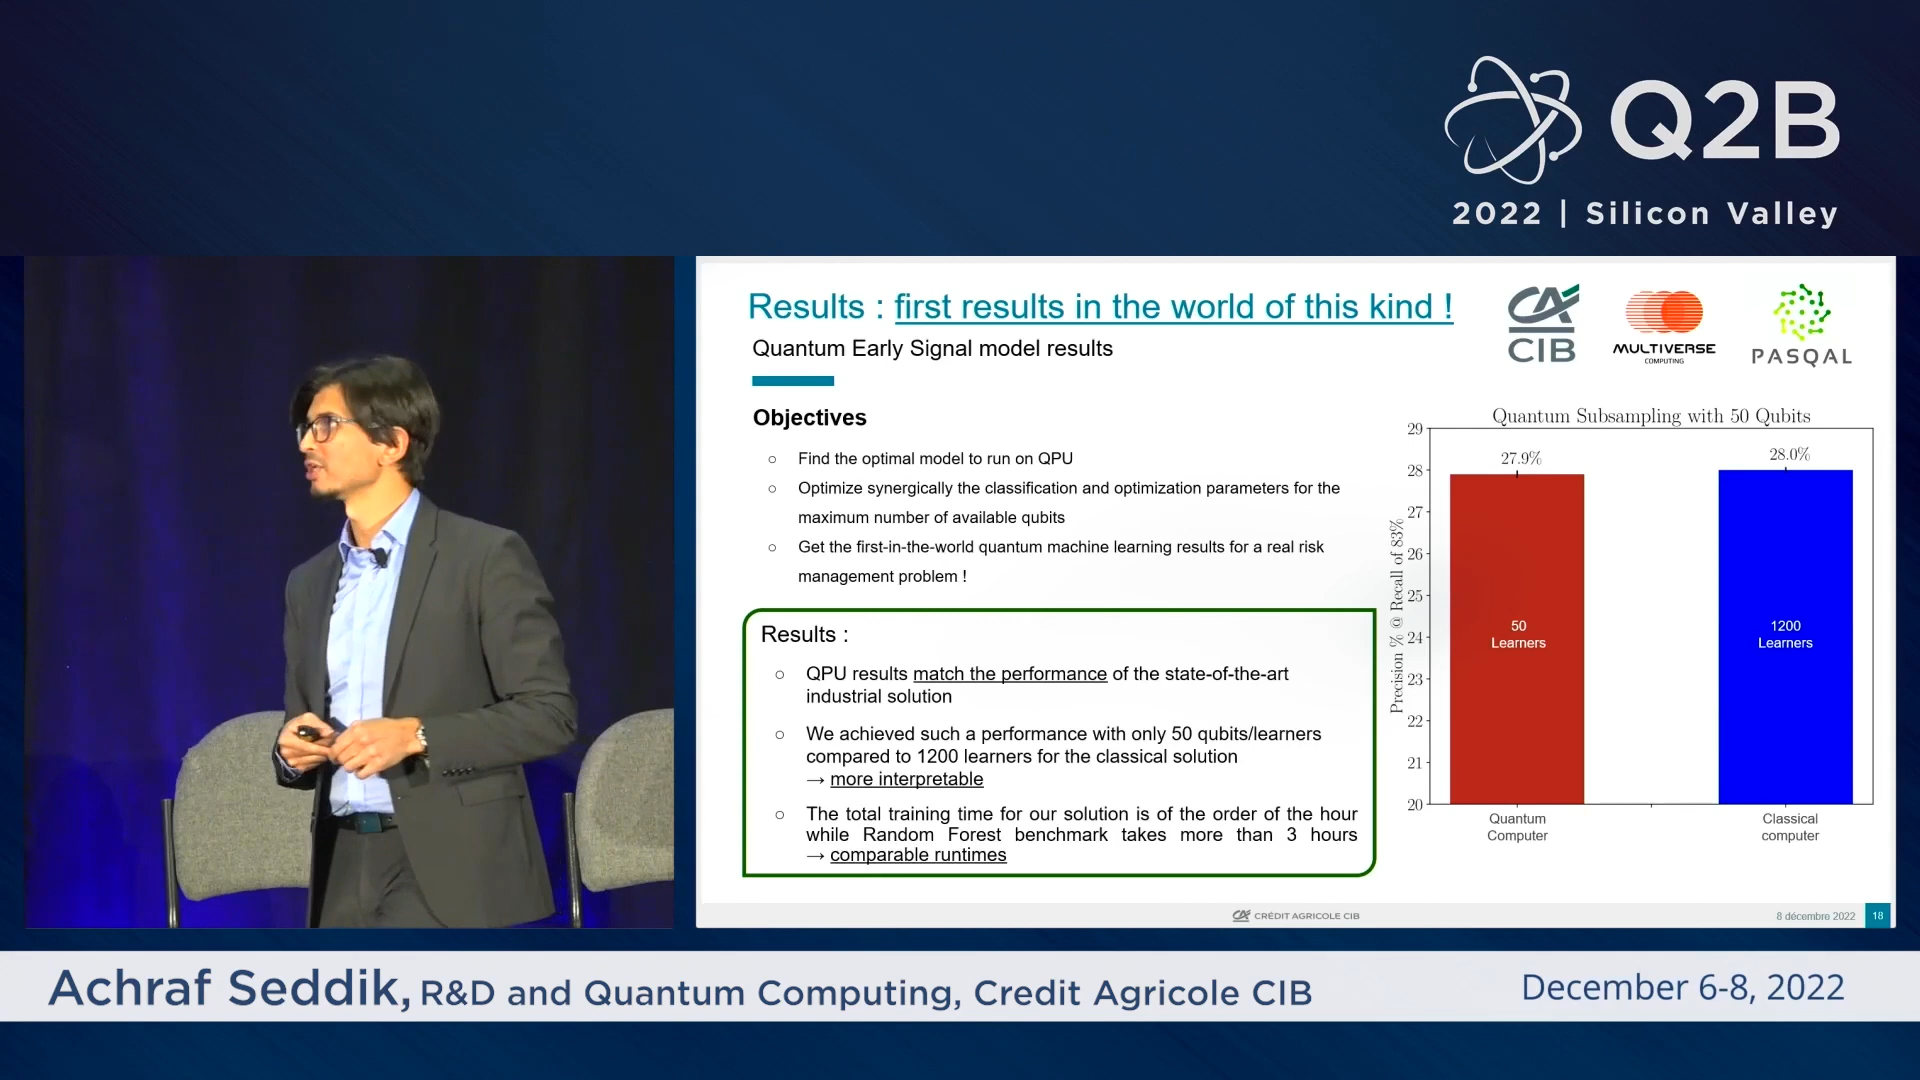 Q2B
2022 | Silicon Valley
Results : first results in the world of this kind !
Quantum Early Signal model results
CIB
MULTIVERSE
COMPUTING
PASQAL
Objectives
○ Find the optimal model to run on QPU
○ Optimize synergically the classification and optimization parameters for the
maximum number of available qubits
○ Get the first-in-the-world quantum machine learning results for a real risk
management problem !
Results :
○ QPU results match the performance of the state-of-the-art
industrial solution
○ We achieved such a performance with only 50 qubits/learners
compared to 1200 learners for the classical solution
→ more interpretable
○ The total training time for our solution is of the order of the hour
while Random Forest benchmark takes more than 3 hours
→ comparable runtimes
Quantum Subsampling with 50 Qubits
Precision % @ Recall of 83%
29
28
27
26
25
24
23
22
21
20
27.9%
28.0%
50
Learners
1200
Learners
Quantum
Computer
Classical
computer
CRÉDIT AGRICOLE CIB
8 décembre 2022
18
Achraf Seddik, R&D and Quantum Computing, Credit Agricole CIB
December 6-8, 2022